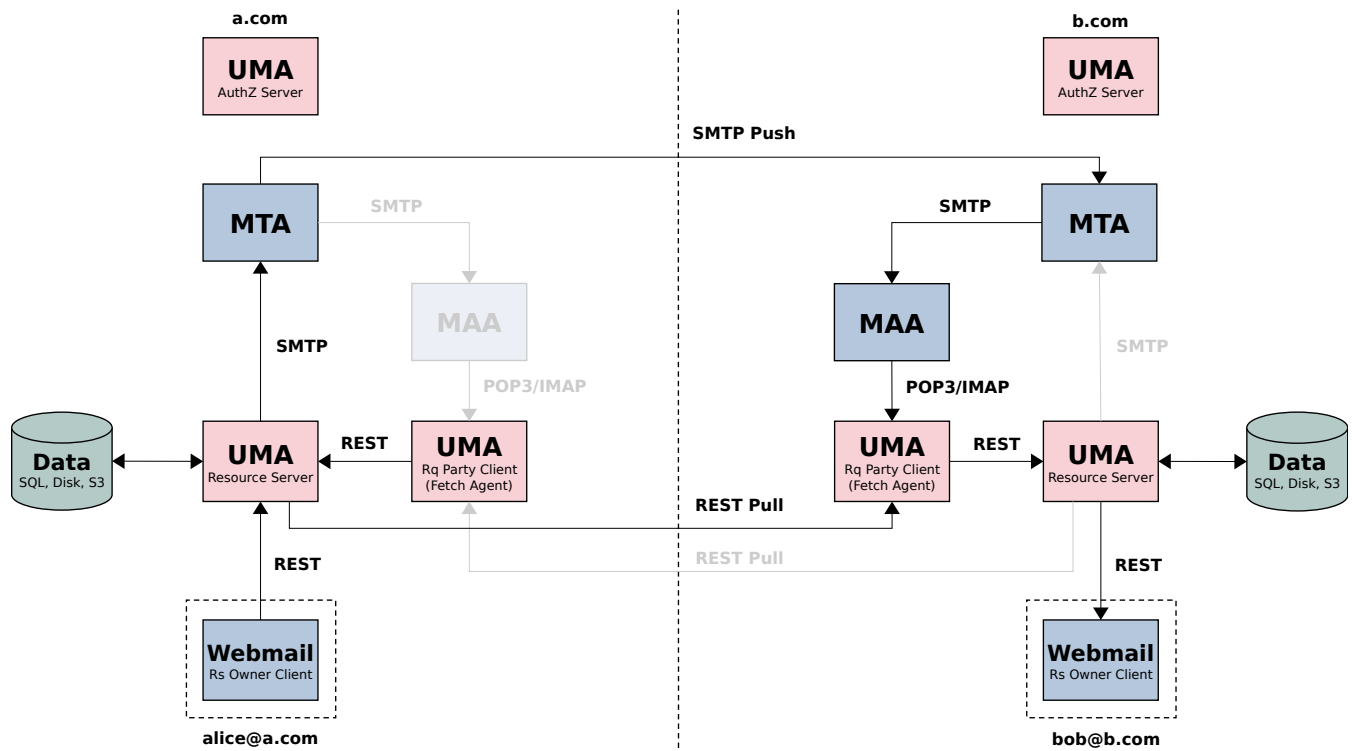 a.com
b.com
UMA
AuthZ Server
UMA
AuthZ Server
SMTP Push
MTA
SMTP
SMTP
MTA
MAA
MAA
SMTP
SMTP
POP3/IMAP
POP3/IMAP
Data
SQL, Disk, S3
UMA
Resource Server
REST
UMA
Rq Party Client
(Fetch Agent)
UMA
Rq Party Client
(Fetch Agent)
REST
UMA
Resource Server
Data
SQL, Disk, S3
REST Pull
REST Pull
REST
REST
Webmail
Rs Owner Client
Webmail
Rs Owner Client
alice@a.com
bob@b.com